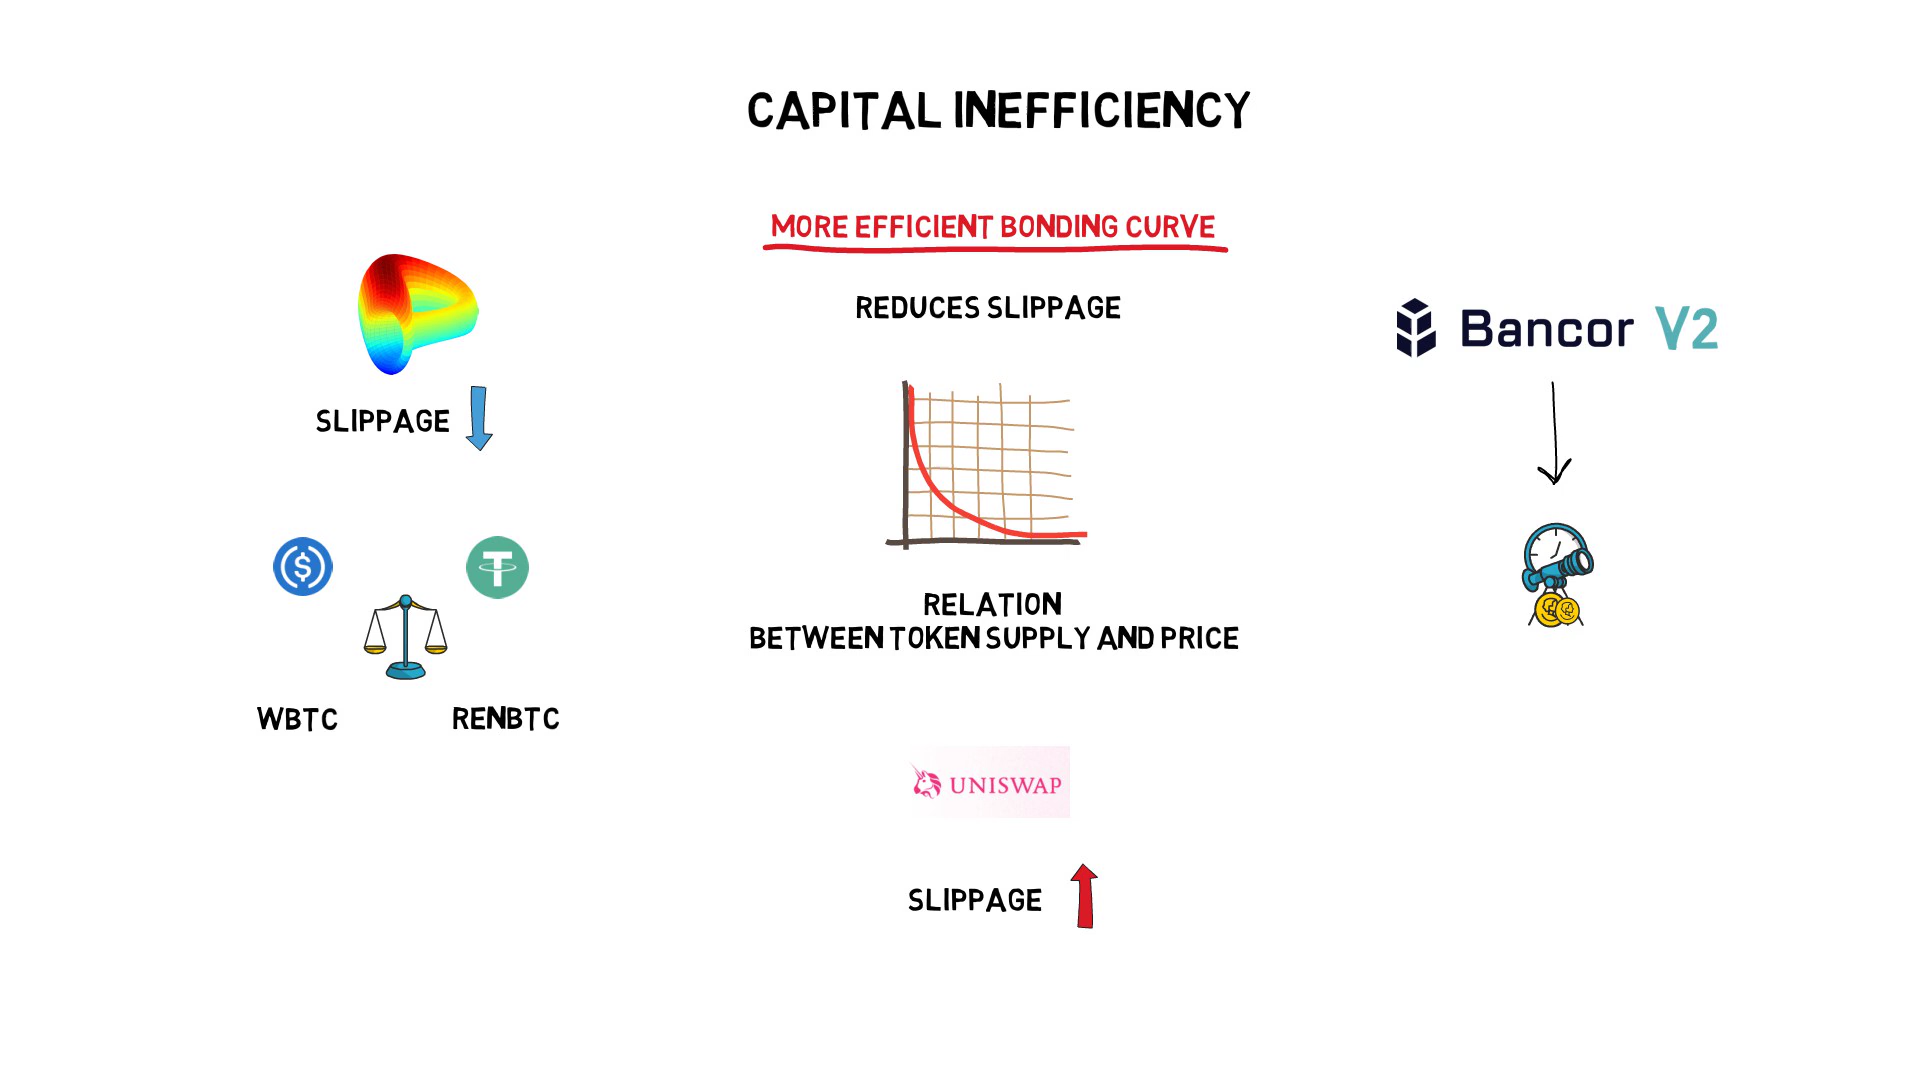 CAPITAL INEFFICIENCY
MORE EFFICIENT BONDING CURVE
REDUCES SLIPPAGE
SLIPPAGE
WBTC
RENBTC
RELATION
BETWEEN TOKEN SUPPLY AND PRICE
UNISWAP
SLIPPAGE
Bancor V2